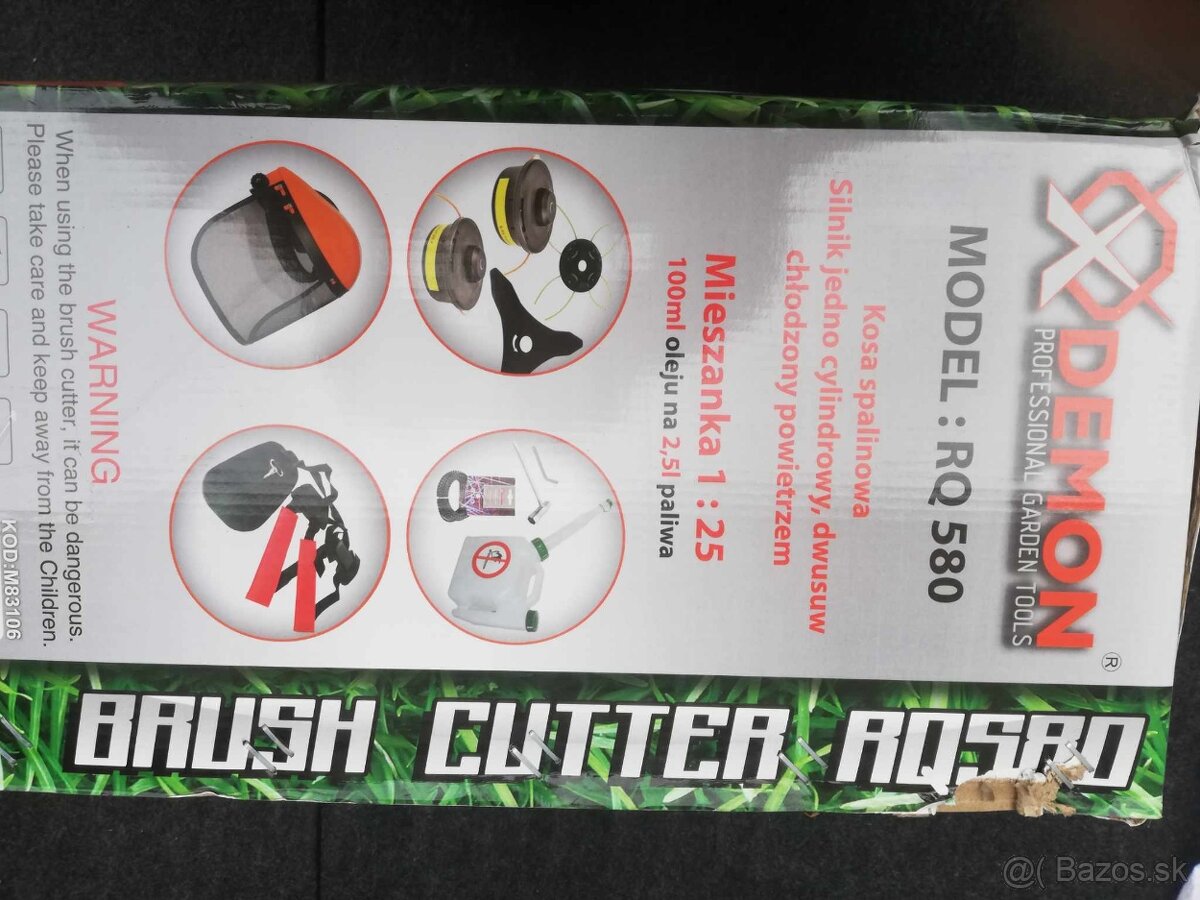 X DEMON ®
PROFESSIONAL GARDEN TOOLS
MODEL : RQ 580
Kosa spalinowa
Silnik jedno cylindrowy, dwusuw
chłodzony powietrzem
Mieszanka 1 : 25
100ml oleju na 2,5l paliwa
WARNING
When using the brush cutter, it can be dangerous.
Please take care and keep away from the Children.
KOD:M83106
BRUSH CUTTER RQ580
@( Bazos.sk